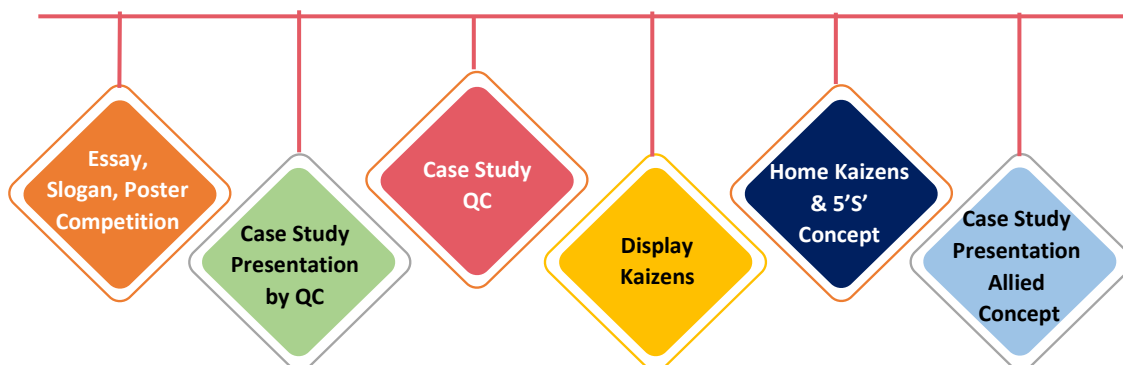 Essay,
Slogan, Poster
Competition
Case Study
Presentation
by QC
Case Study
QC
Display
Kaizens
Home Kaizens
& 5’S’
Concept
Case Study
Presentation
Allied
Concept